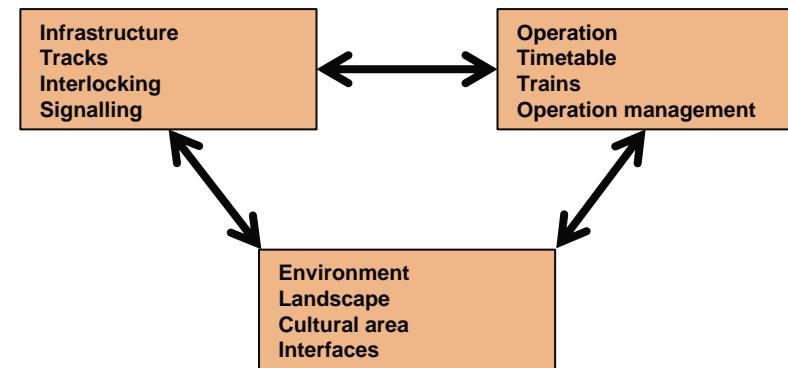 Infrastructure
Tracks
Interlocking
Signalling
Operation
Timetable
Trains
Operation management
Environment
Landscape
Cultural area
Interfaces